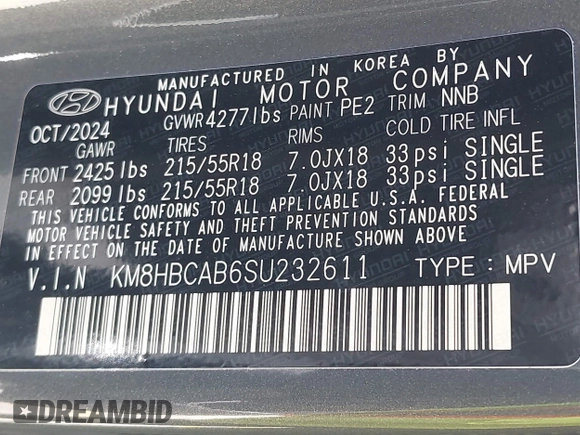 MANUFACTURED IN KOREA BY
HYUNDAI MOTOR COMPANY
OCT/2024 GVWR 4277lbs PAINT PE2 TRIM NNB
GAWR TIRES RIMS COLD TIRE INFL
FRONT 2425lbs 215/55R18 7.0JX18 33psi SINGLE
REAR 2099lbs 215/55R18 7.0JX18 33psi SINGLE
THIS VEHICLE CONFORMS TO ALL APPLICABLE U.S.A. FEDERAL
MOTOR VEHICLE SAFETY AND THEFT PREVENTION STANDARDS
IN EFFECT ON THE DATE OF MANUFACTURE SHOWN ABOVE.
V.I.N KM8HBCAB6SU232611 TYPE: MPV
DREAMBID